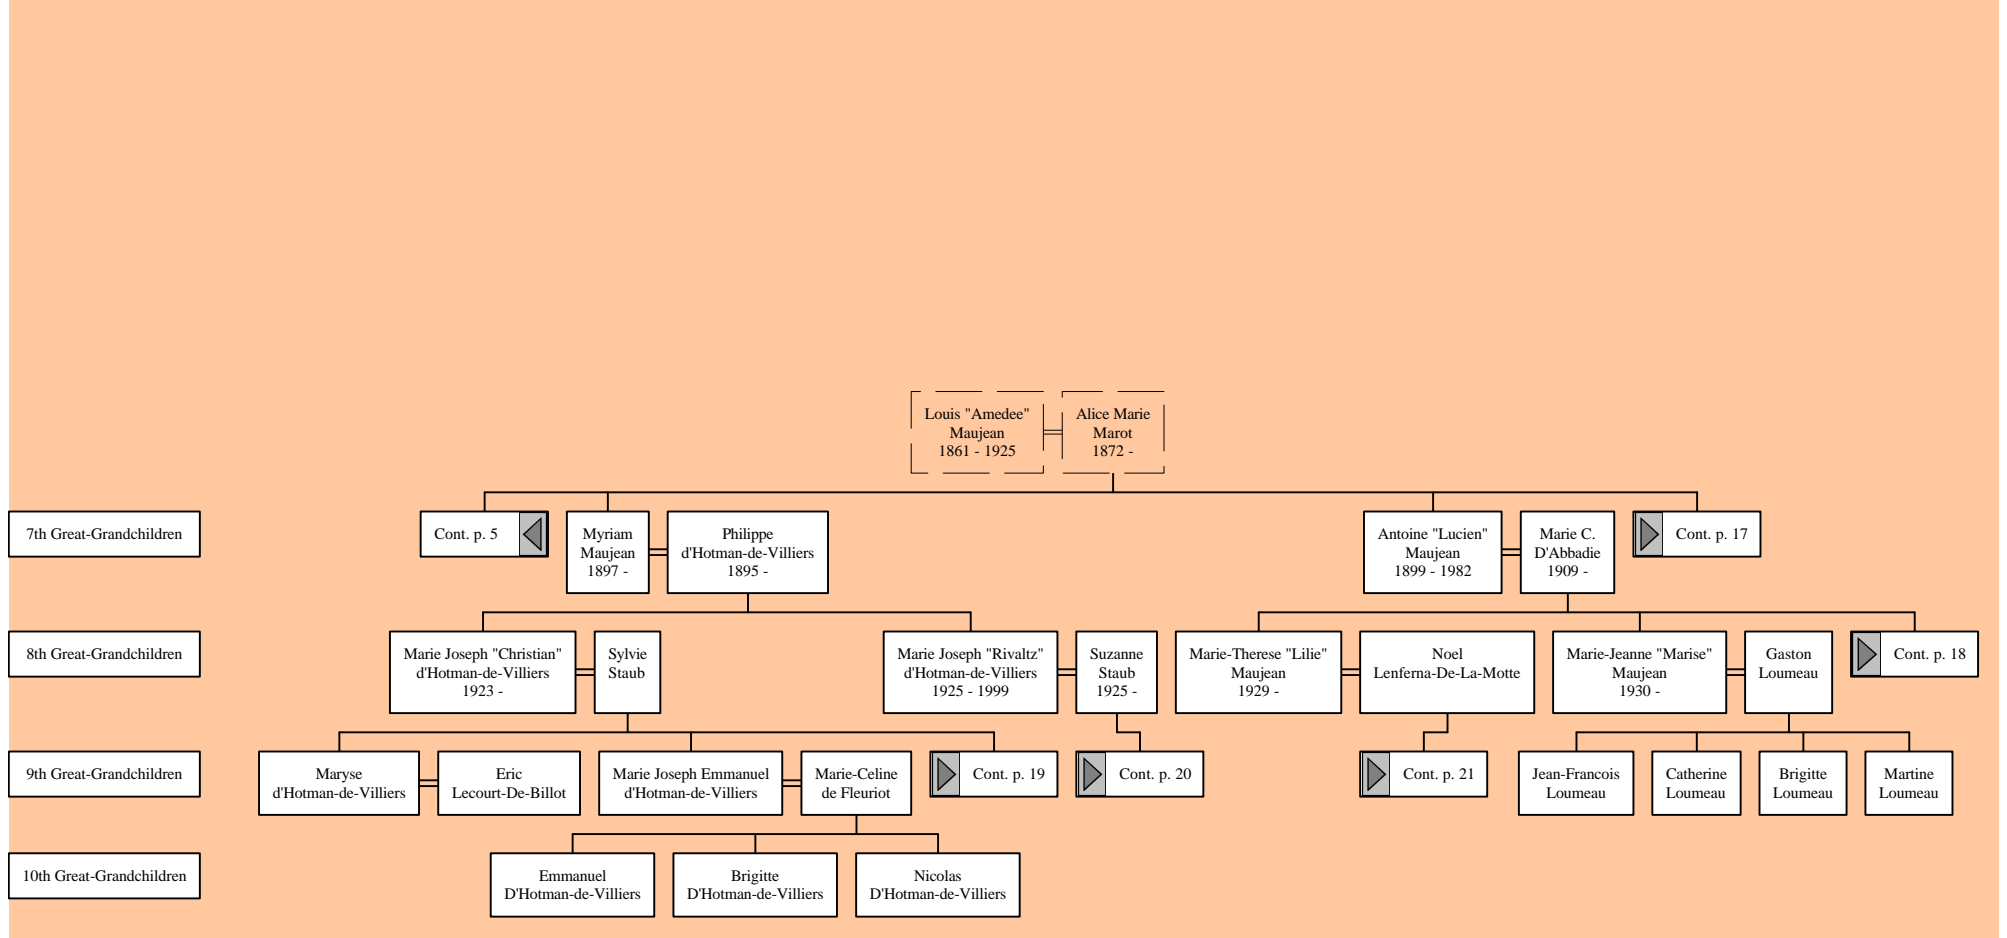 Louis "Amedee"
Maujean
1861 - 1925
Alice Marie
Marot
1872 -
7th Great-Grandchildren
Cont. p. 5
Myriam
Maujean
1897 -
Philippe
d'Hotman-de-Villiers
1895 -
Antoine "Lucien"
Maujean
1899 - 1982
Marie C.
D'Abbadie
1909 -
Cont. p. 17
8th Great-Grandchildren
Marie Joseph "Christian"
d'Hotman-de-Villiers
1923 -
Sylvie
Staub
Marie Joseph "Rivaltz"
d'Hotman-de-Villiers
1925 - 1999
Suzanne
Staub
1925 -
Marie-Therese "Lilie"
Maujean
1929 -
Noel
Lenferna-De-La-Motte
Marie-Jeanne "Marise"
Maujean
1930 -
Gaston
Loumeau
Cont. p. 18
9th Great-Grandchildren
Maryse
d'Hotman-de-Villiers
Eric
Lecourt-De-Billot
Marie Joseph Emmanuel
d'Hotman-de-Villiers
Marie-Celine
de Fleuriot
Cont. p. 19
Cont. p. 20
Cont. p. 21
Jean-Francois
Loumeau
Catherine
Loumeau
Brigitte
Loumeau
Martine
Loumeau
10th Great-Grandchildren
Emmanuel
D'Hotman-de-Villiers
Brigitte
D'Hotman-de-Villiers
Nicolas
D'Hotman-de-Villiers